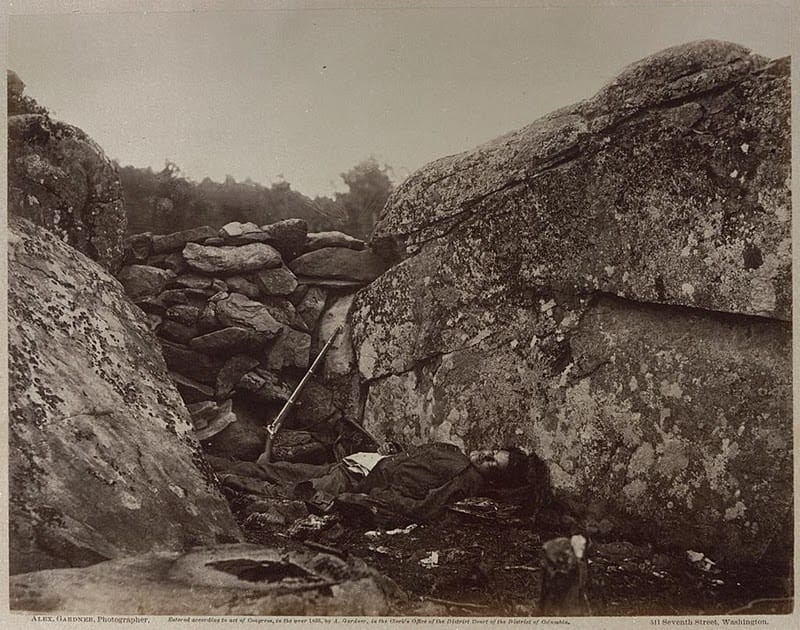 ALEX. GARDNER, Photographer, Entered according to act of Congress, in the year 1865, by A. Gardner, in the Clerk's Office of the District Court of the District of Columbia. 511 Seventh Street, Washington.